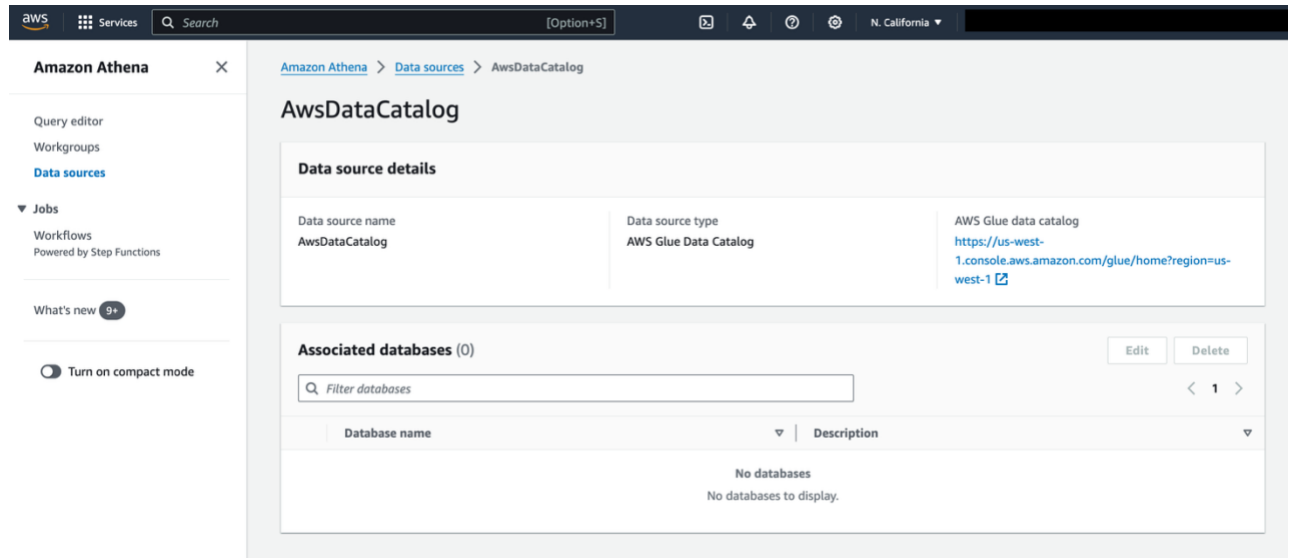 aws
Services
Search
[Option+S]
N. California ▼
Amazon Athena
Query editor
Workgroups
Data sources
▼ Jobs
Workflows
Powered by Step Functions
What's new 9+
Turn on compact mode
Amazon Athena > Data sources > AwsDataCatalog
AwsDataCatalog
Data source details
Data source name
AwsDataCatalog
Data source type
AWS Glue Data Catalog
AWS Glue data catalog
https://us-west-
1.console.aws.amazon.com/glue/home?region=us-
west-1
Associated databases (0)
Edit
Delete
Filter databases
< 1 >
Database name
Description
No databases
No databases to display.